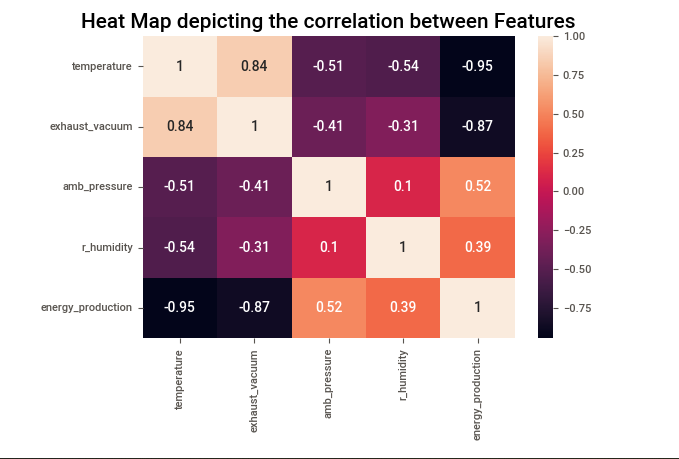 Heat Map depicting the correlation between Features
temperature 1 0.84 -0.51 -0.54 -0.95
exhaust_vacuum 0.84 1 -0.41 -0.31 -0.87
amb_pressure -0.51 -0.41 1 0.1 0.52
r_humidity -0.54 -0.31 0.1 1 0.39
energy_production -0.95 -0.87 0.52 0.39 1
temperature
exhaust_vacuum
amb_pressure
r_humidity
energy_production
1.00
0.75
0.50
0.25
0.00
−0.25
−0.50
−0.75